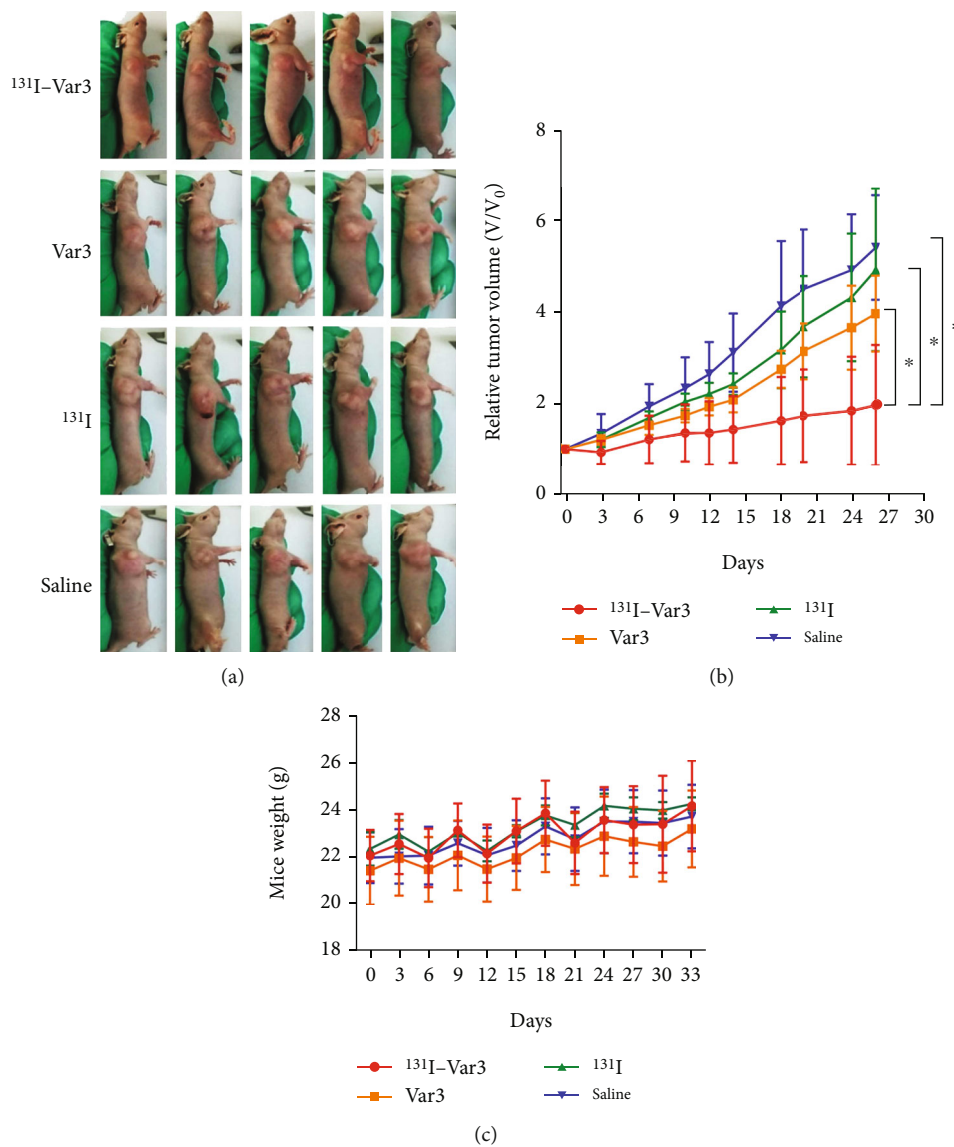 ¹³¹I–Var3
Var3
¹³¹I
Saline
(a)
Relative tumor volume (V/V₀)
8
6
4
2
0
0 3 6 9 12 15 18 21 24 27 30
Days
* *
¹³¹I–Var3 ¹³¹I
Var3 Saline
(b)
Mice weight (g)
28
26
24
22
20
18
0 3 6 9 12 15 18 21 24 27 30 33
Days
¹³¹I–Var3 ¹³¹I
Var3 Saline
(c)